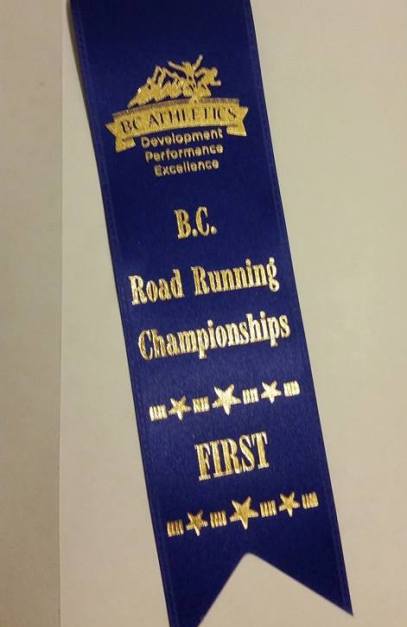 BC ATHLETICS
Development
Performance
Excellence
B.C.
Road Running
Championships
FIRST